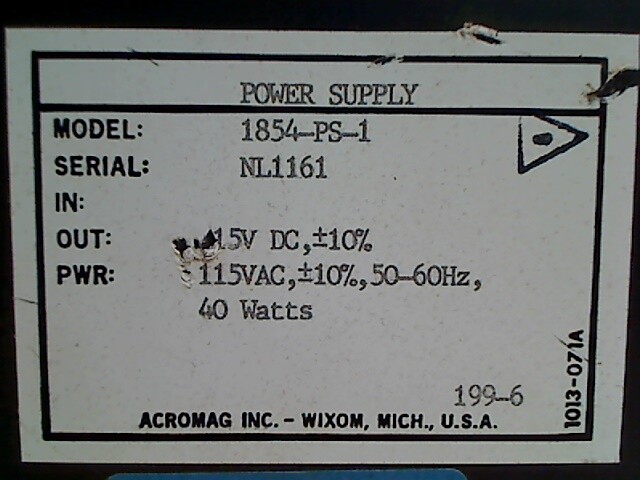 POWER SUPPLY
MODEL: 1854-PS-1
SERIAL: NL1161
IN:
OUT: 15V DC,±10%
PWR: 115VAC,±10%,50-60Hz,
40 Watts
199-6
ACROMAG INC. - WIXOM, MICH., U.S.A.
1013-071A